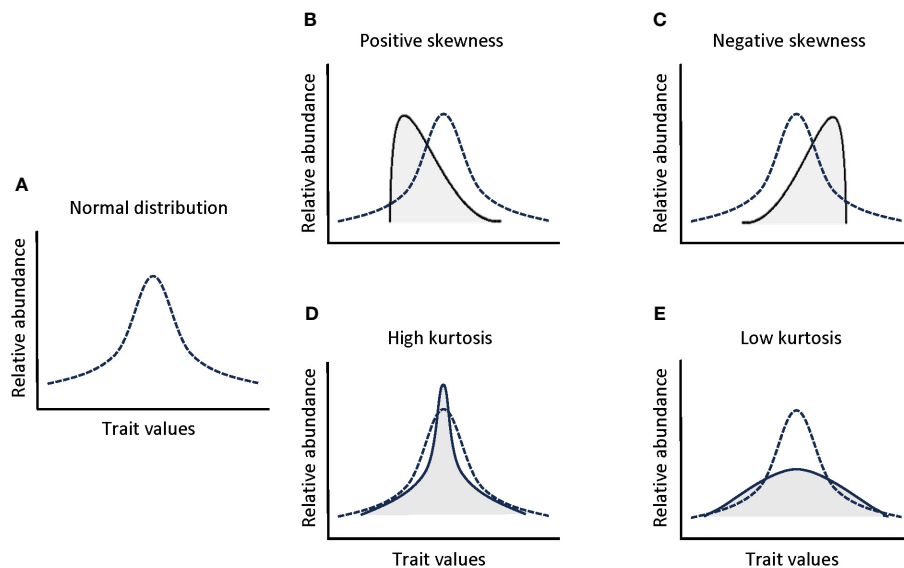 A
Normal distribution
Relative abundance
Trait values
B
Positive skewness
Relative abundance
C
Negative skewness
Relative abundance
D
High kurtosis
Relative abundance
Trait values
E
Low kurtosis
Relative abundance
Trait values